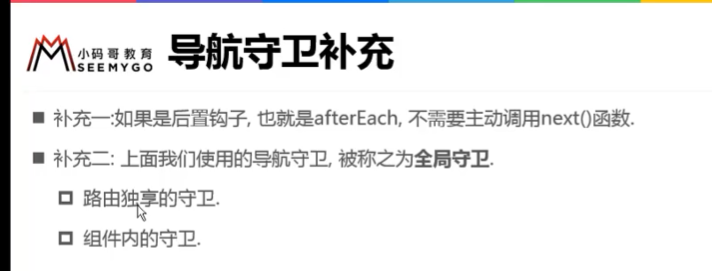 小码哥教育
SEEMYGO
导航守卫补充
补充一:如果是后置钩子, 也就是afterEach, 不需要主动调用next()函数.
补充二: 上面我们使用的导航守卫, 被称之为全局守卫.
路由独享的守卫.
组件内的守卫.